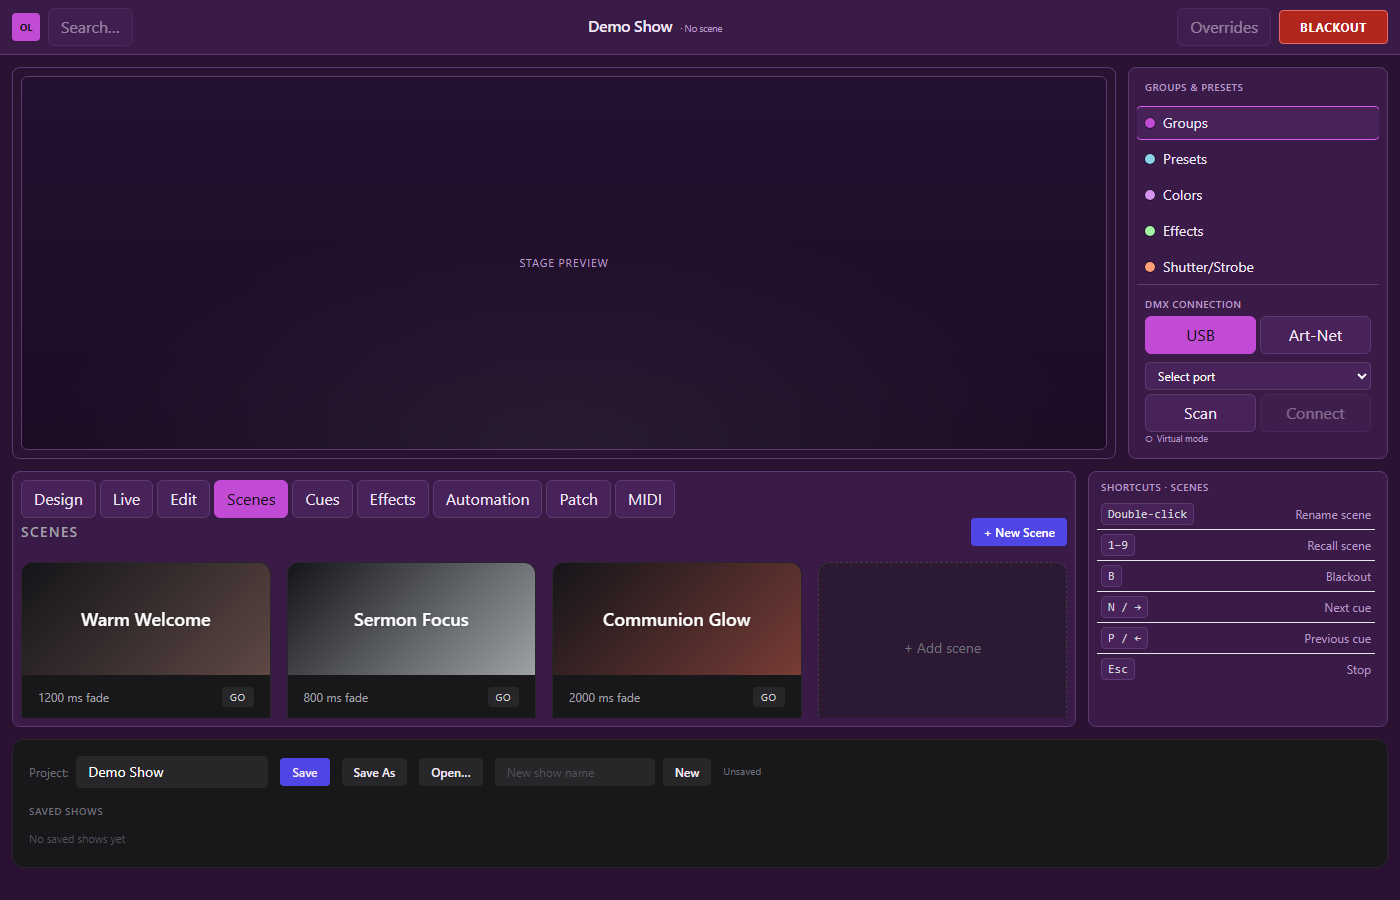 OL
Search...
Demo Show · No scene
Overrides
BLACKOUT
STAGE PREVIEW
GROUPS & PRESETS
Groups
Presets
Colors
Effects
Shutter/Strobe
DMX CONNECTION
USB
Art-Net
Select port
Scan
Connect
Virtual mode
Design
Live
Edit
Scenes
Cues
Effects
Automation
Patch
MIDI
SCENES
+ New Scene
Warm Welcome
1200 ms fade
GO
Sermon Focus
800 ms fade
GO
Communion Glow
2000 ms fade
GO
+ Add scene
SHORTCUTS · SCENES
Double-click Rename scene
1–9 Recall scene
B Blackout
N / → Next cue
P / ← Previous cue
Esc Stop
Project:
Demo Show
Save
Save As
Open...
New show name
New
Unsaved
SAVED SHOWS
No saved shows yet